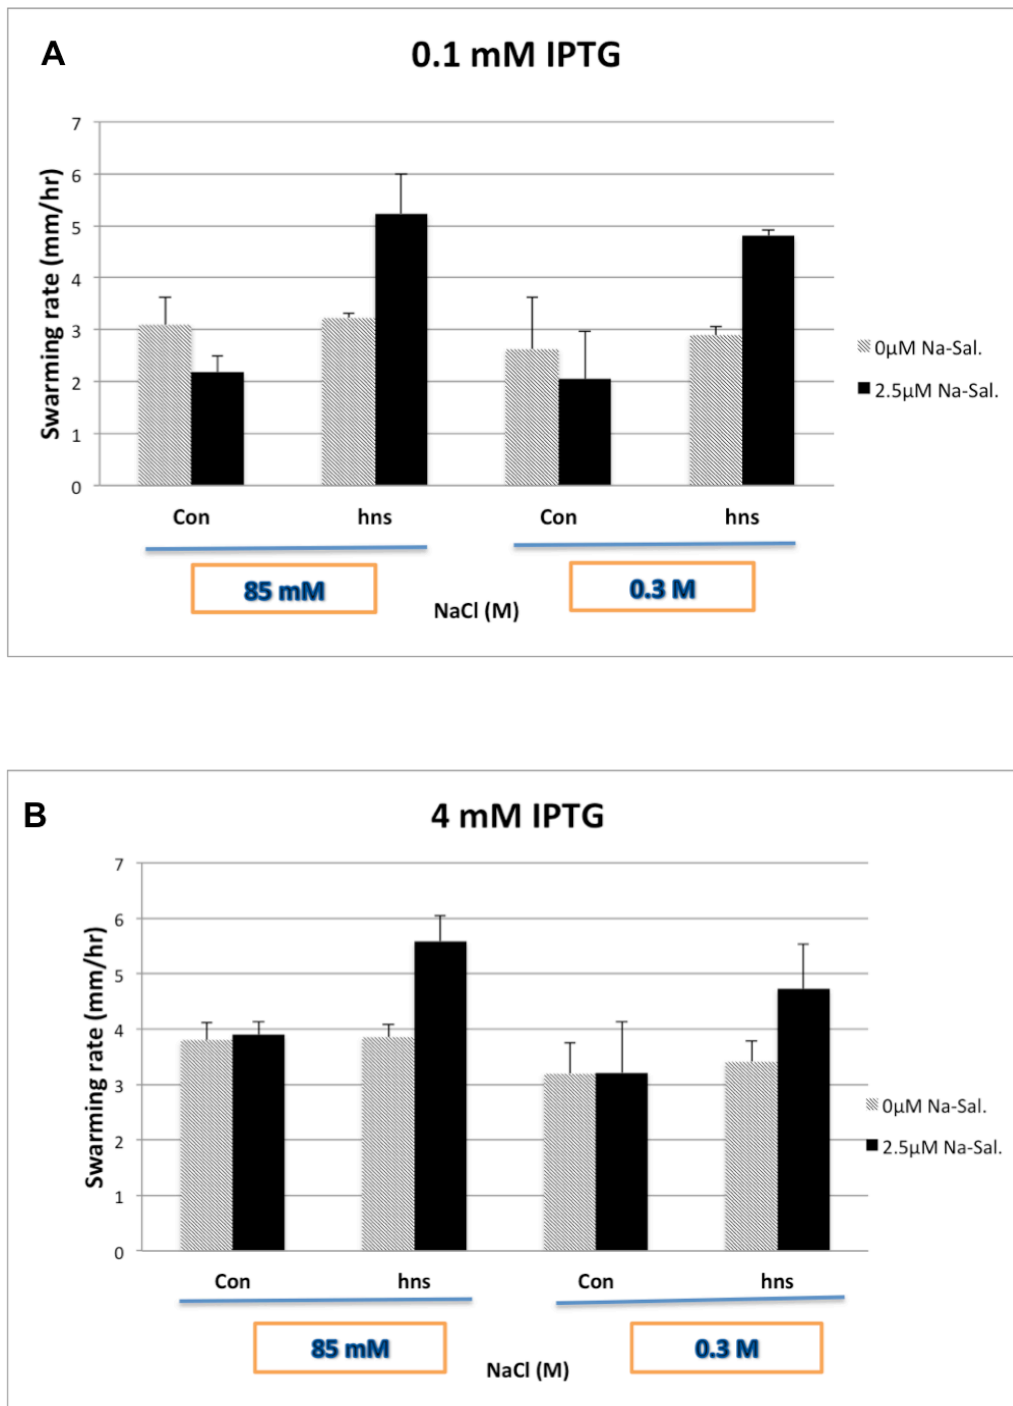 A
0.1 mM IPTG
Swarming rate (mm/hr)
7
6
5
4
3
2
1
0
Con hns Con hns
85 mM 0.3 M
NaCl (M)
0µM Na-Sal.
2.5µM Na-Sal.
B
4 mM IPTG
Swarming rate (mm/hr)
7
6
5
4
3
2
1
0
Con hns Con hns
85 mM 0.3 M
NaCl (M)
0µM Na-Sal.
2.5µM Na-Sal.